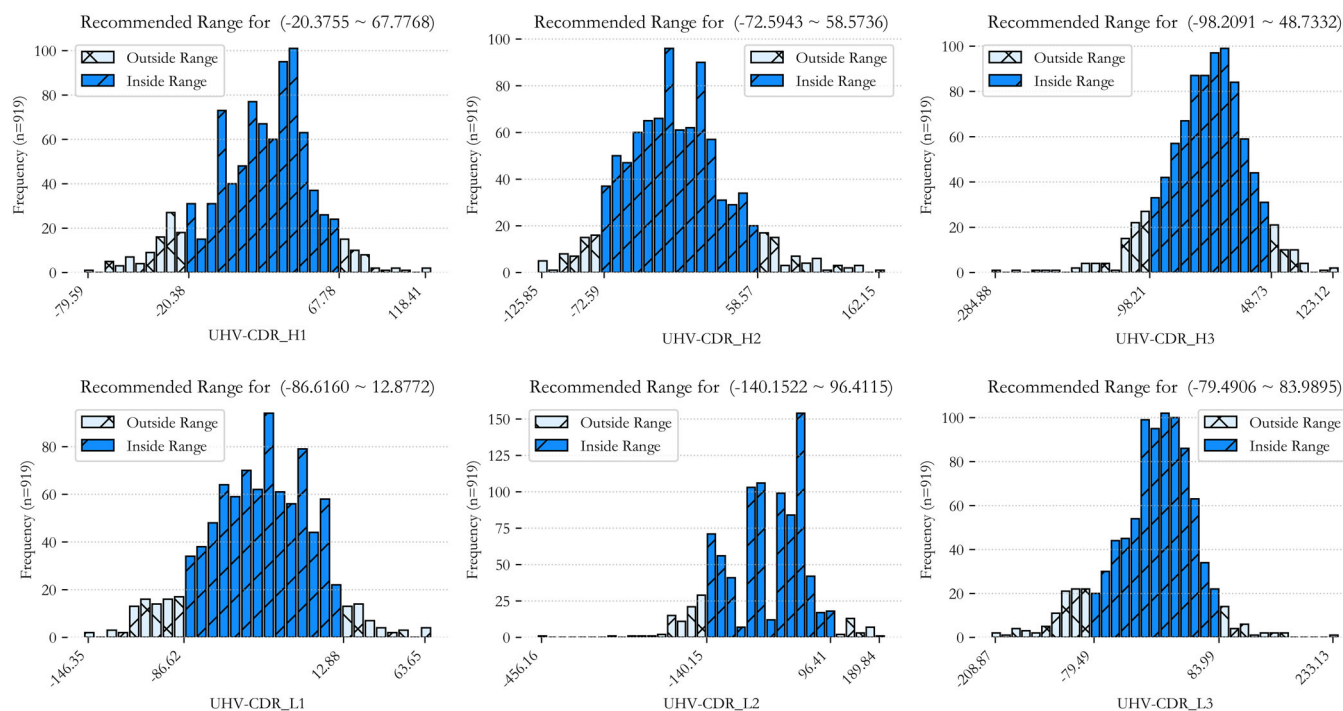 Recommended Range for (-20.3755 ~ 67.7768)
Outside Range
Inside Range
Frequency (n=919)
100
80
60
40
20
0
-79.59
-20.38
67.78
118.41
UHV-CDR_H1
Recommended Range for (-72.5943 ~ 58.5736)
Outside Range
Inside Range
Frequency (n=919)
100
80
60
40
20
0
-125.85
-72.59
58.57
162.15
UHV-CDR_H2
Recommended Range for (-98.2091 ~ 48.7332)
Outside Range
Inside Range
Frequency (n=919)
100
80
60
40
20
0
-284.88
-98.21
48.73
123.12
UHV-CDR_H3
Recommended Range for (-86.6160 ~ 12.8772)
Outside Range
Inside Range
Frequency (n=919)
80
60
40
20
0
-146.35
-86.62
12.88
63.65
UHV-CDR_L1
Recommended Range for (-140.1522 ~ 96.4115)
Outside Range
Inside Range
Frequency (n=919)
150
125
100
75
50
25
0
-456.16
-140.15
96.41
189.84
UHV-CDR_L2
Recommended Range for (-79.4906 ~ 83.9895)
Outside Range
Inside Range
Frequency (n=919)
100
80
60
40
20
0
-208.87
-79.49
83.99
233.13
UHV-CDR_L3